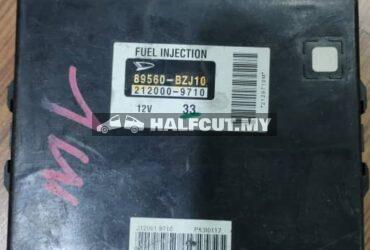 FUEL INJECTION
89560-BZJ10
212000-9710
12V 33
HALFCUT.MY
MV